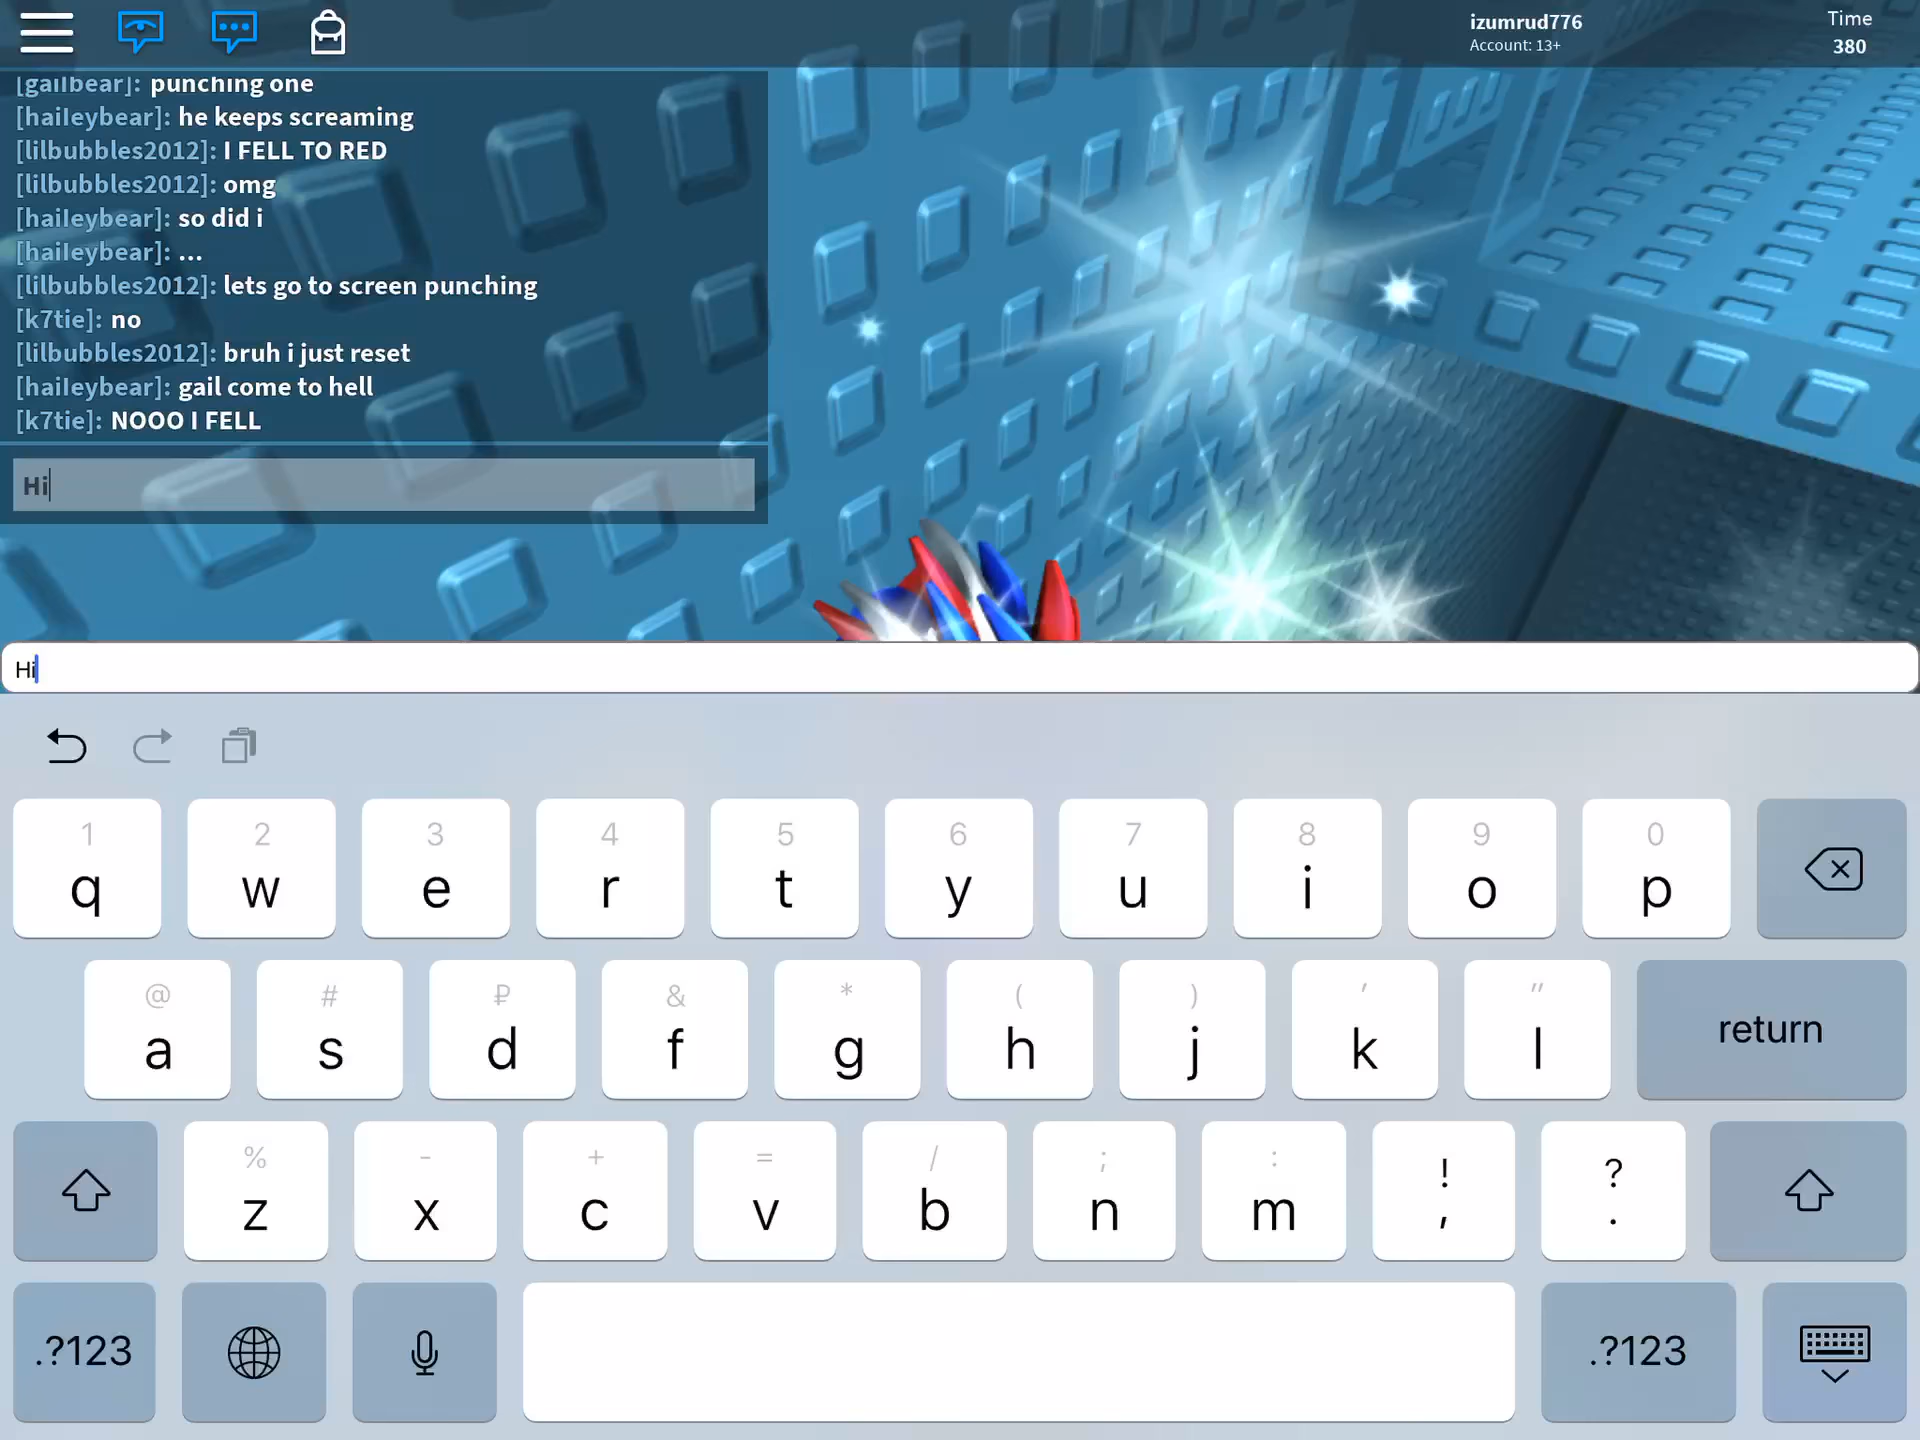 izumrud776
Account: 13+
Time
380
[gailbear]: punching one
[haileybear]: he keeps screaming
[lilbubbles2012]: I FELL TO RED
[lilbubbles2012]: omg
[haileybear]: so did i
[haileybear]: ...
[lilbubbles2012]: lets go to screen punching
[k7tie]: no
[lilbubbles2012]: bruh i just reset
[haileybear]: gail come to hell
[k7tie]: NOOO I FELL
Hi
Hi
1 2 3 4 5 6 7 8 9 0
q w e r t y u i o p
@ # ₽ & * ( ) ' "
a s d f g h j k l return
% - + = / ; : ! ?
z x c v b n m , .
.?123 .?123